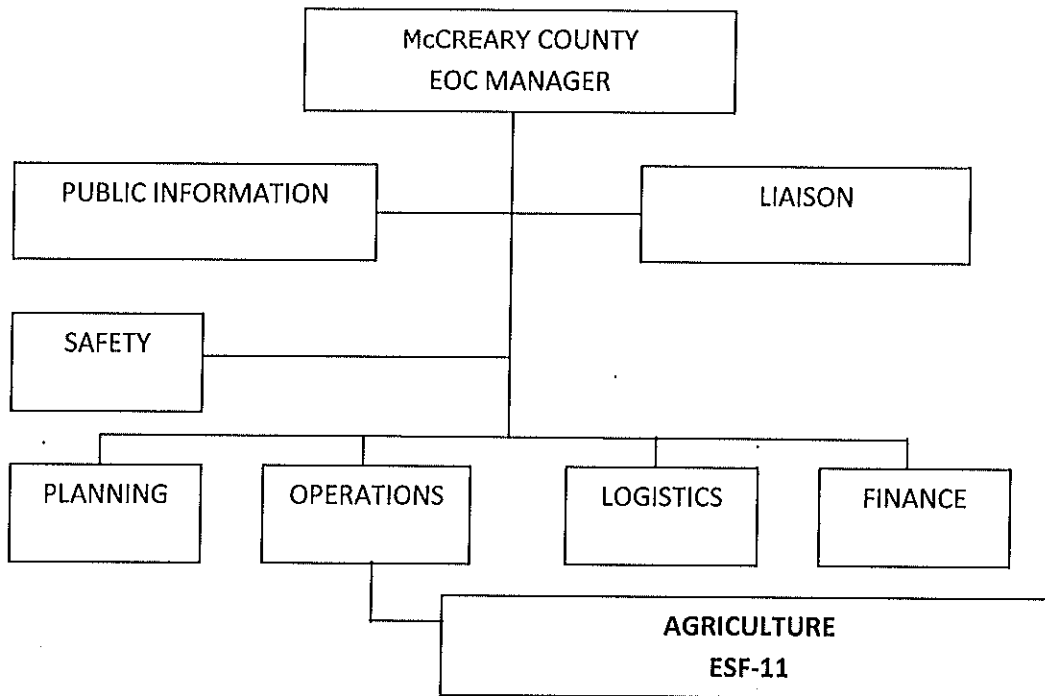 McCREARY COUNTY
EOC MANAGER
PUBLIC INFORMATION
LIAISON
SAFETY
PLANNING
OPERATIONS
LOGISTICS
FINANCE
AGRICULTURE
ESF-11